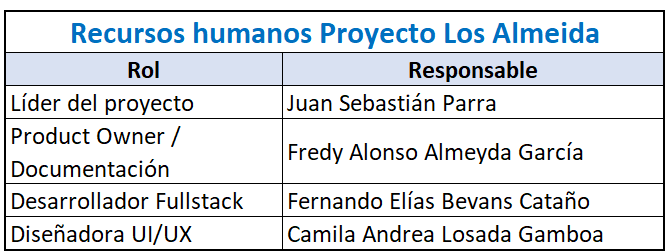 Recursos humanos Proyecto Los Almeida
Rol Responsable
Líder del proyecto Juan Sebastián Parra
Product Owner /
Documentación Fredy Alonso Almeyda García
Desarrollador Fullstack Fernando Elías Bevans Cataño
Diseñadora UI/UX Camila Andrea Losada Gamboa